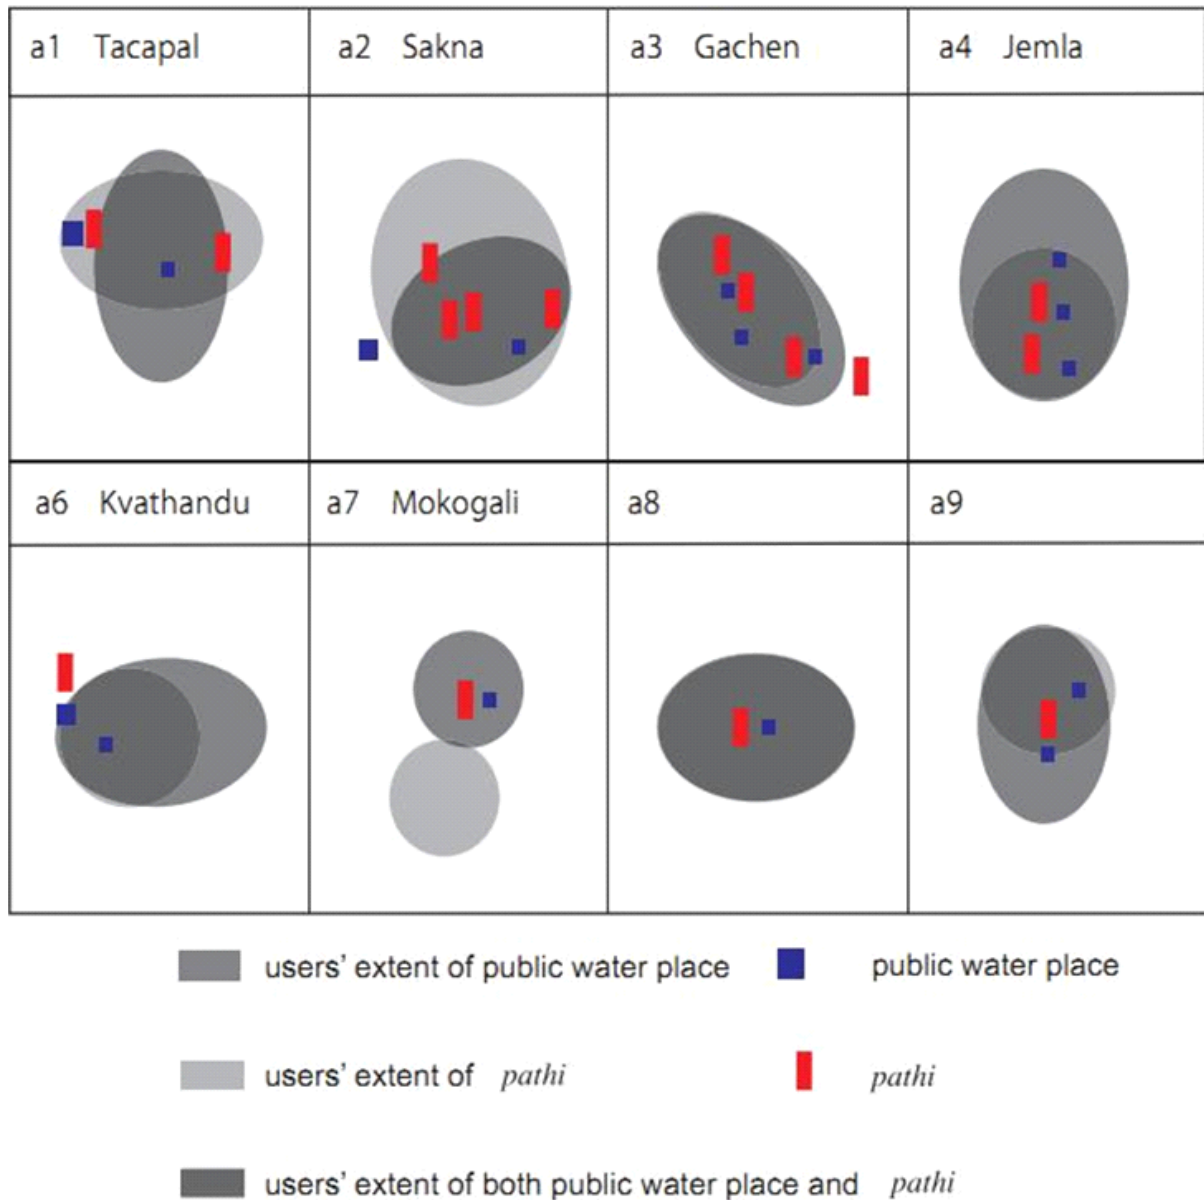 a1 Tacapal
a2 Sakna
a3 Gachen
a4 Jemla
a6 Kvathandu
a7 Mokogali
a8
a9
users' extent of public water place
public water place
users' extent of pathi
pathi
users' extent of both public water place and pathi